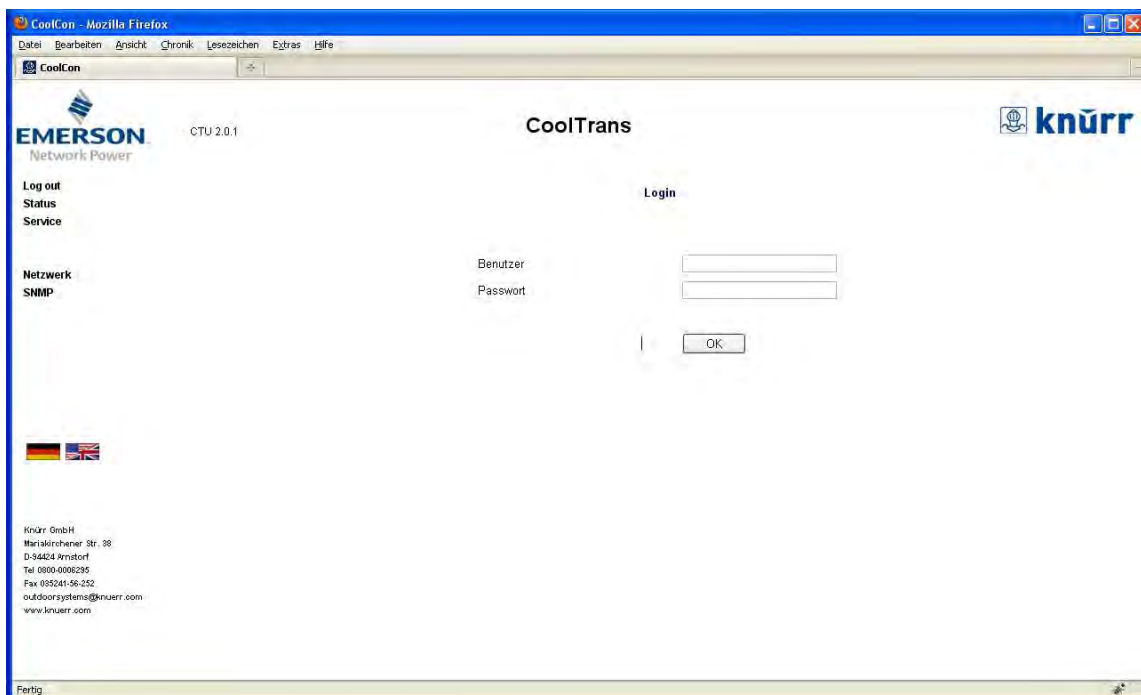 CoolCon - Mozilla Firefox
Datei Bearbeiten Ansicht Chronik Lesezeichen Extras Hilfe
CoolCon
EMERSON
Network Power
CTU 2.0.1
CoolTrans
knürr
Log out
Status
Service
Netzwerk
SNMP
Login
Benutzer
Passwort
OK
Knürr GmbH
Mariakirchener Str. 38
D-94424 Arnstorf
Tel 0800-0006295
Fax 035241-56-252
outdoorsystems@knuerr.com
www.knuerr.com
Fertig